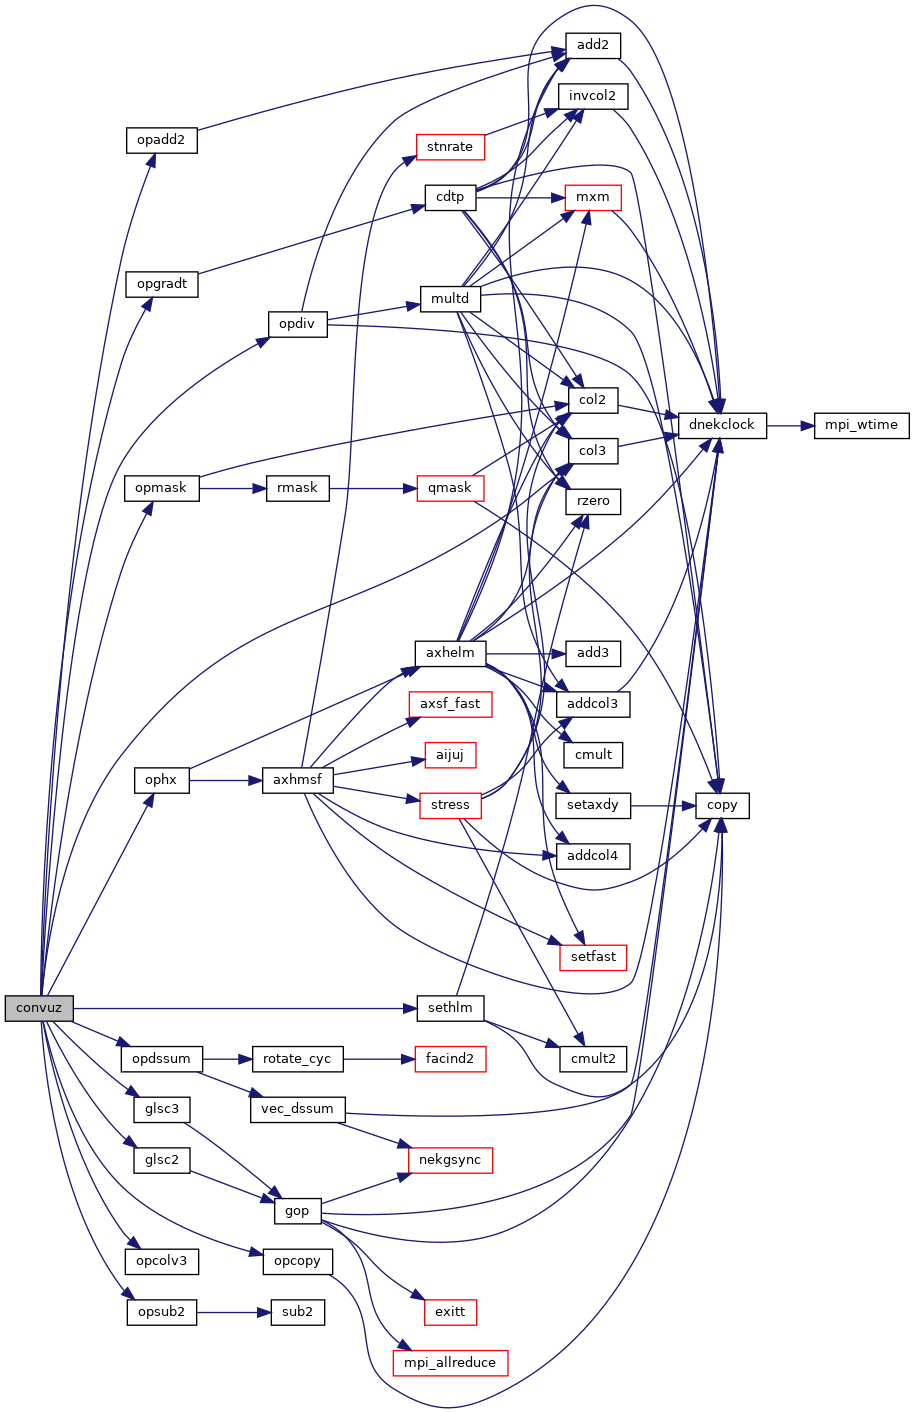 add2
invcol2
opadd2
stnrate
cdtp
mxm
opgradt
multd
opdiv
col2
dnekclock
mpi_wtime
col3
opmask
rmask
qmask
rzero
axhelm
add3
axsf_fast
addcol3
aijuj
cmult
ophx
axhmsf
stress
setaxdy
copy
addcol4
setfast
convuz
sethlm
opdssum
rotate_cyc
facind2
cmult2
glsc3
vec_dssum
glsc2
nekgsync
gop
opcolv3
opcopy
opsub2
sub2
exitt
mpi_allreduce